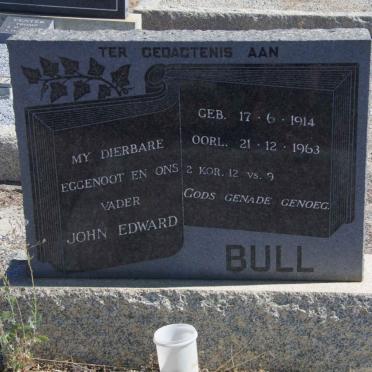 TER GEDAGTENIS AAN
MY DIERBARE
EGGENOOT EN ONS
VADER
JOHN EDWARD
GEB. 17-6-1914
OORL. 21-12-1963
2 KOR. 12 VS. 9
GODS GENADE GENOEG.
BULL